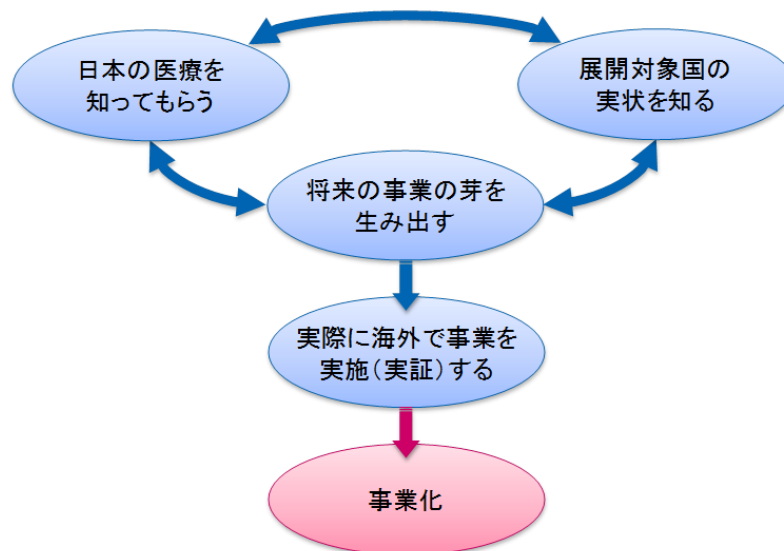 日本の医療を
知ってもらう
展開対象国の
実状を知る
将来の事業の芽を
生み出す
実際に海外で事業を
実施（実証）する
事業化